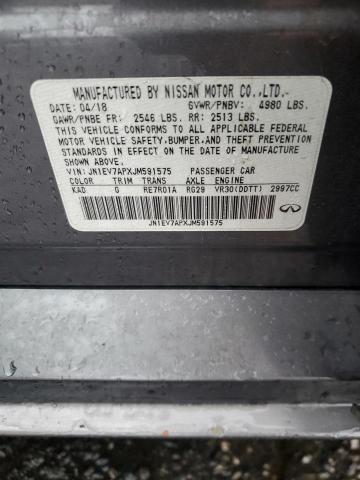 MANUFACTURED BY NISSAN MOTOR CO.,LTD.
DATE: 04/18 GVWR/PNBV: 4980 LBS.
GAWR/PNBE FR: 2546 LBS. RR: 2513 LBS.
THIS VEHICLE CONFORMS TO ALL APPLICABLE FEDERAL
MOTOR VEHICLE SAFETY,BUMPER,AND THEFT PREVENTION
STANDARDS IN EFFECT ON THE DATE OF MANUFACTURE
SHOWN ABOVE.
VIN: JN1EV7APXJM591575 PASSENGER CAR
COLOR TRIM TRANS AXLE ENGINE
KAD G RE7R01A RG29 VR30(DDTT) 2997CC
JN1EV7APXJM591575